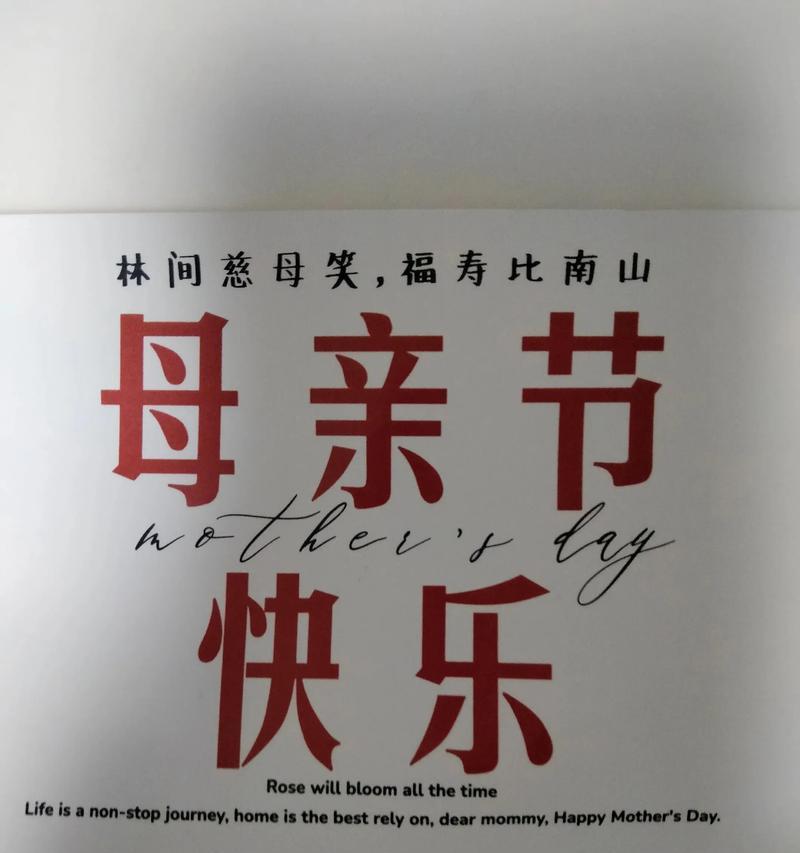 林间慈母笑,福寿比南山
母亲节
mother's day
快乐
Rose will bloom all the time
Life is a non-stop journey, home is the best rely on, dear mommy, Happy Mother's Day.